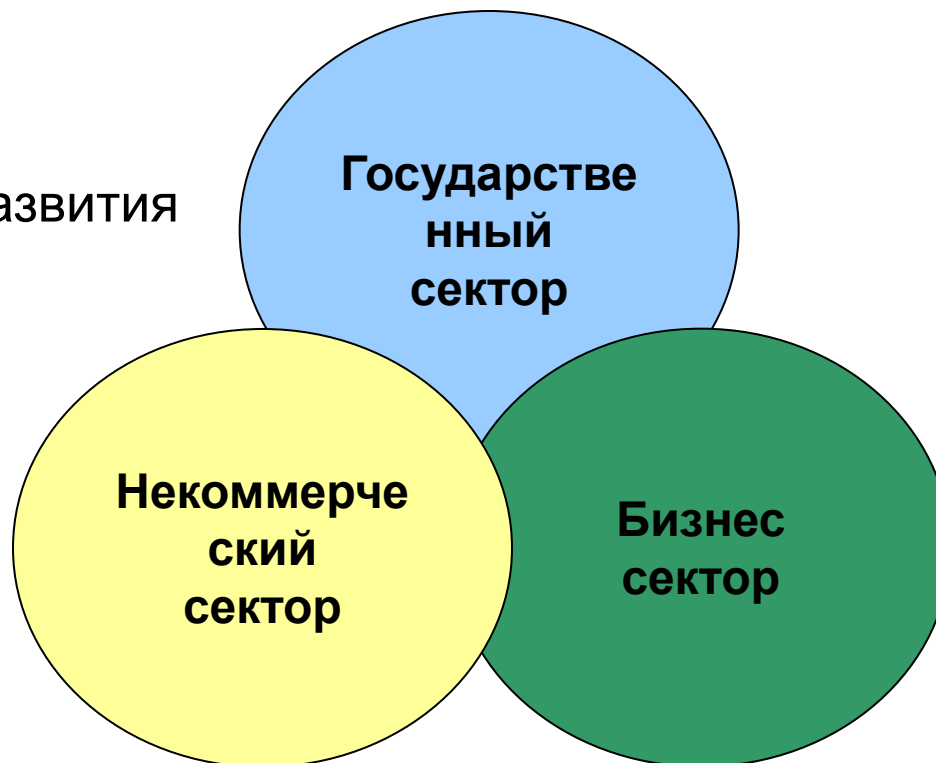 азвития
Государстве
нный
сектор
Некоммерче
ский
сектор
Бизнес
сектор